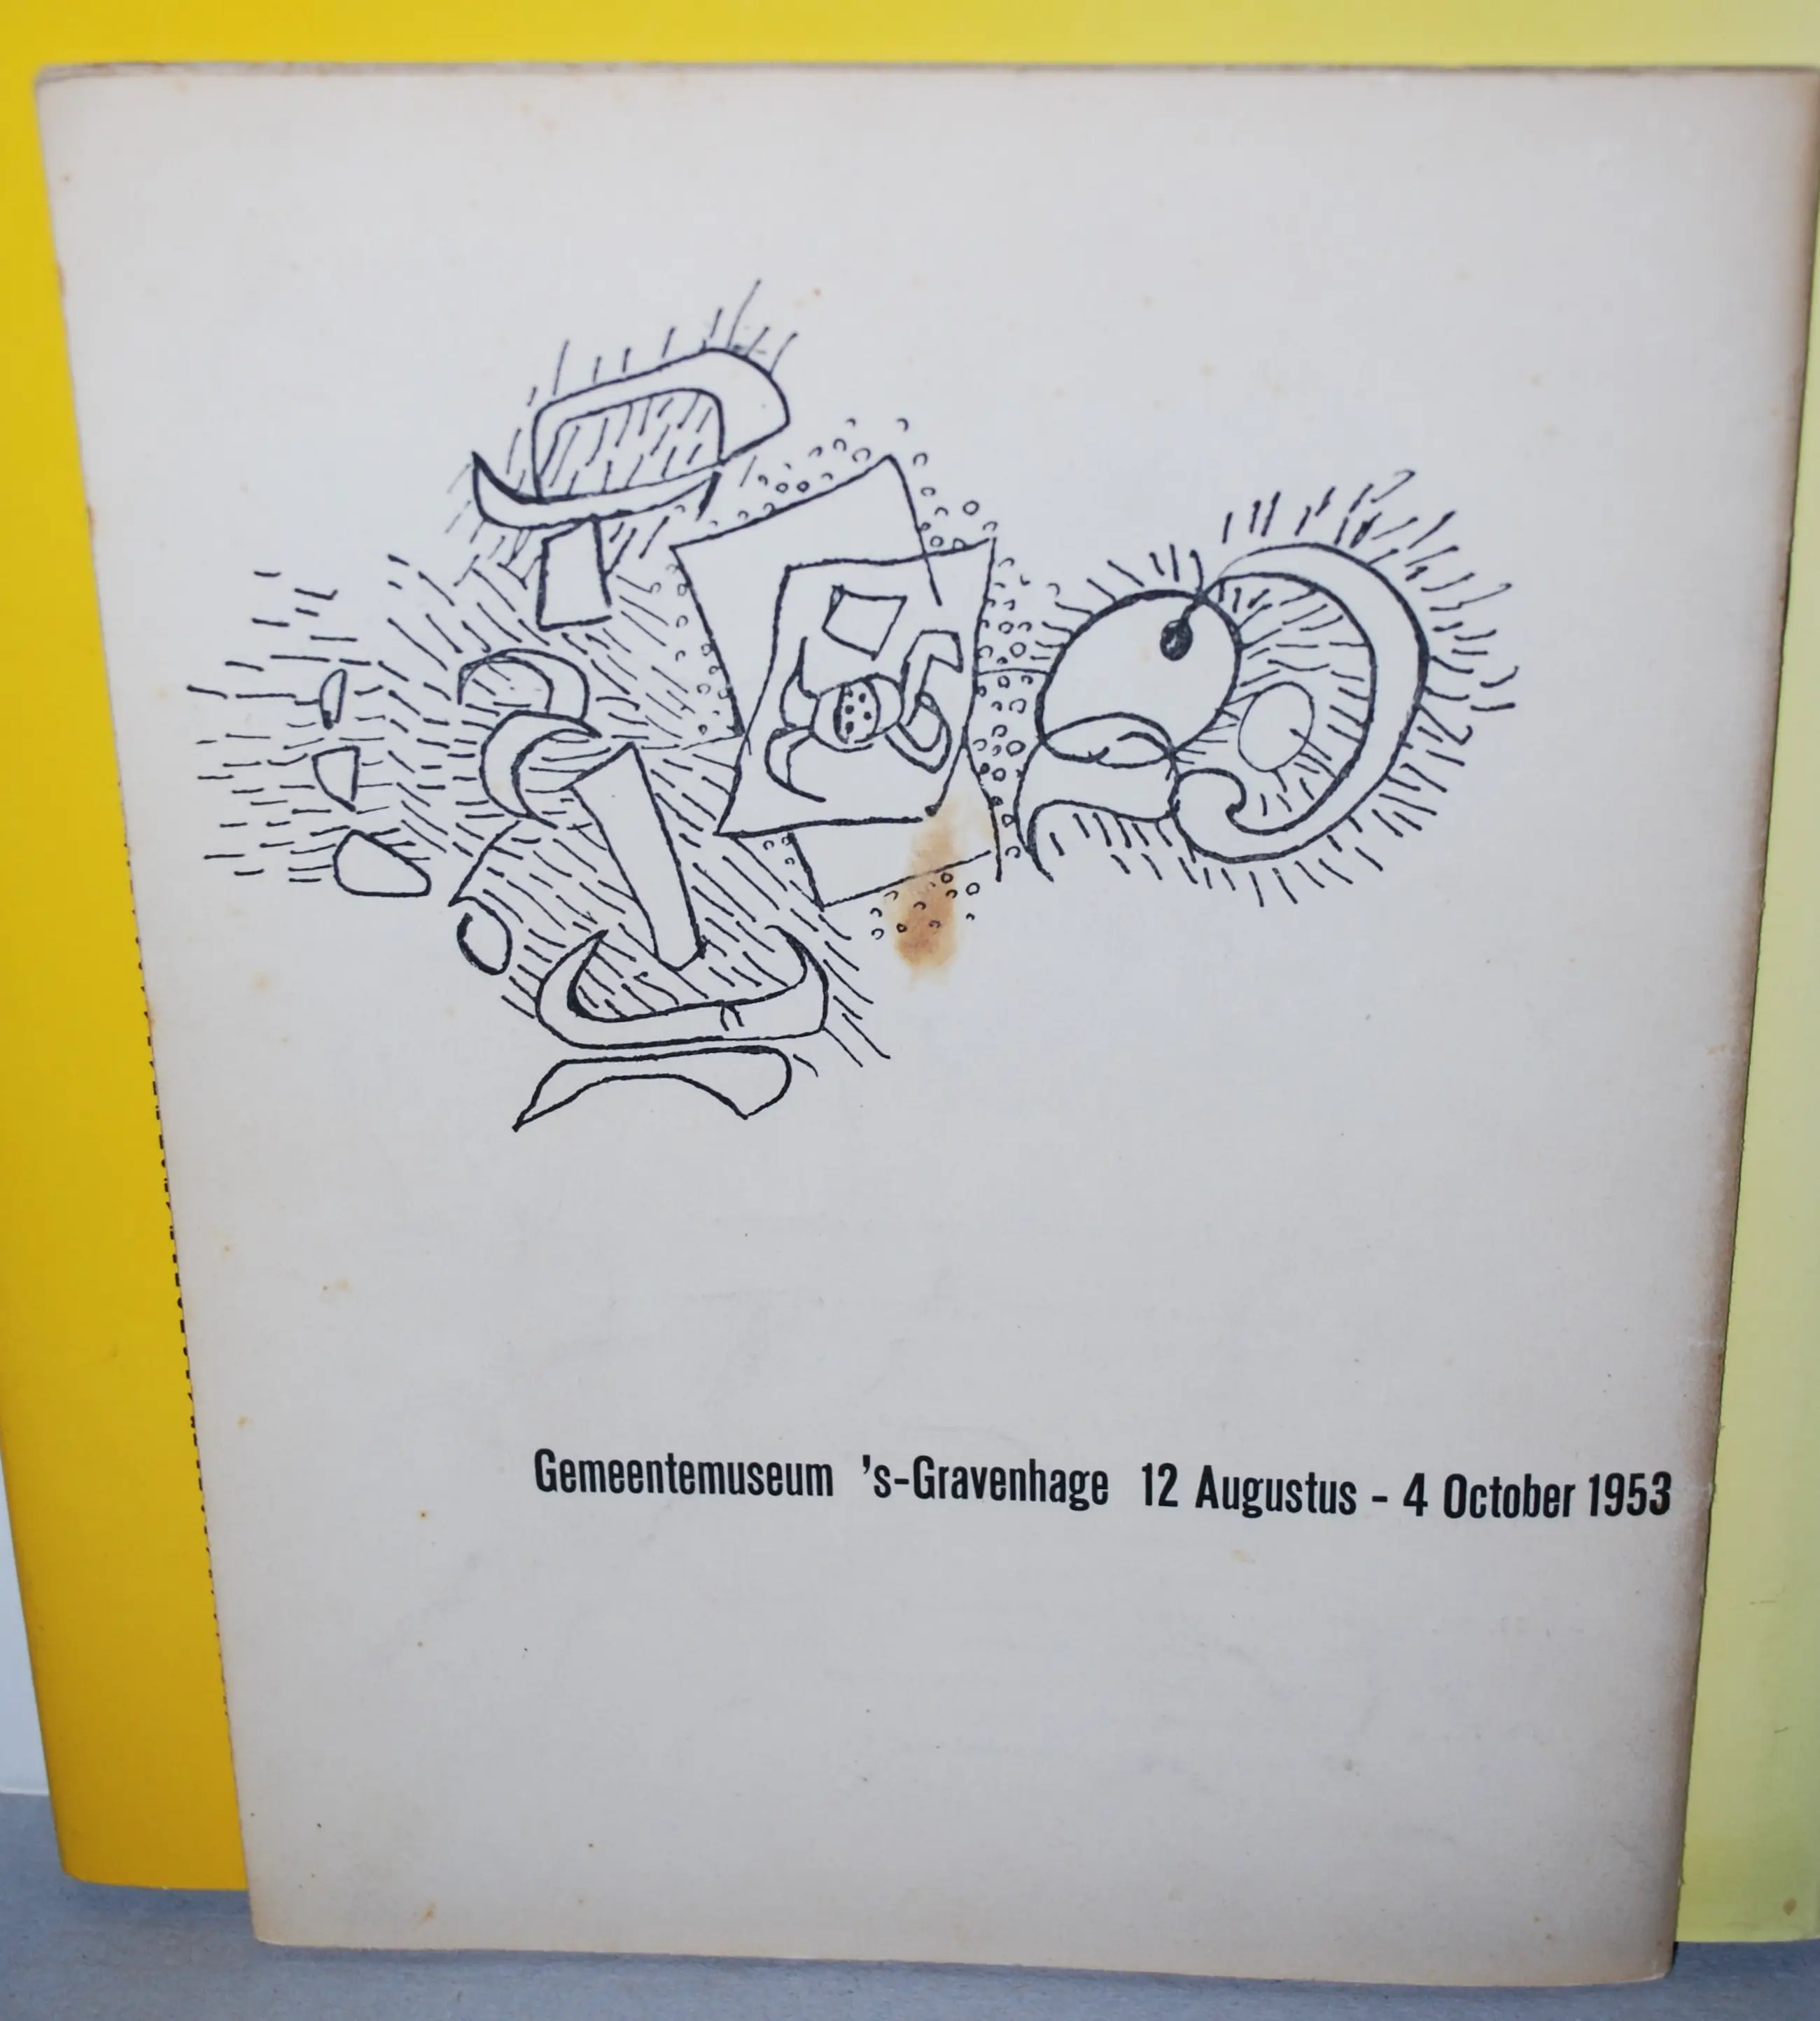 Gemeentemuseum 's-Gravenhage 12 Augustus - 4 October 1953